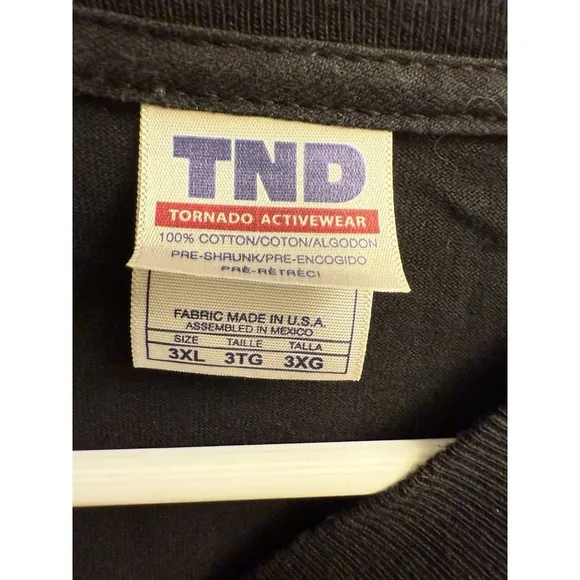 TND
TORNADO ACTIVEWEAR
100% COTTON/COTON/ALGODON
PRE-SHRUNK/PRE-ENCOGIDO
PRÉ-RÉTRÉCI
FABRIC MADE IN U.S.A.
ASSEMBLED IN MEXICO
SIZE TAILLE TALLA
3XL 3TG 3XG